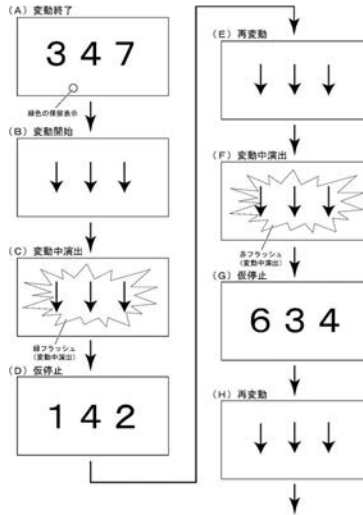 (A) 変動終了
3 4 7
緑色の保留表示
(B) 変動開始
(C) 変動中演出
緑フラッシュ
(変動中演出)
(D) 仮停止
1 4 2
(E) 再変動
(F) 変動中演出
赤フラッシュ
(変動中演出)
(G) 仮停止
6 3 4
(H) 再変動